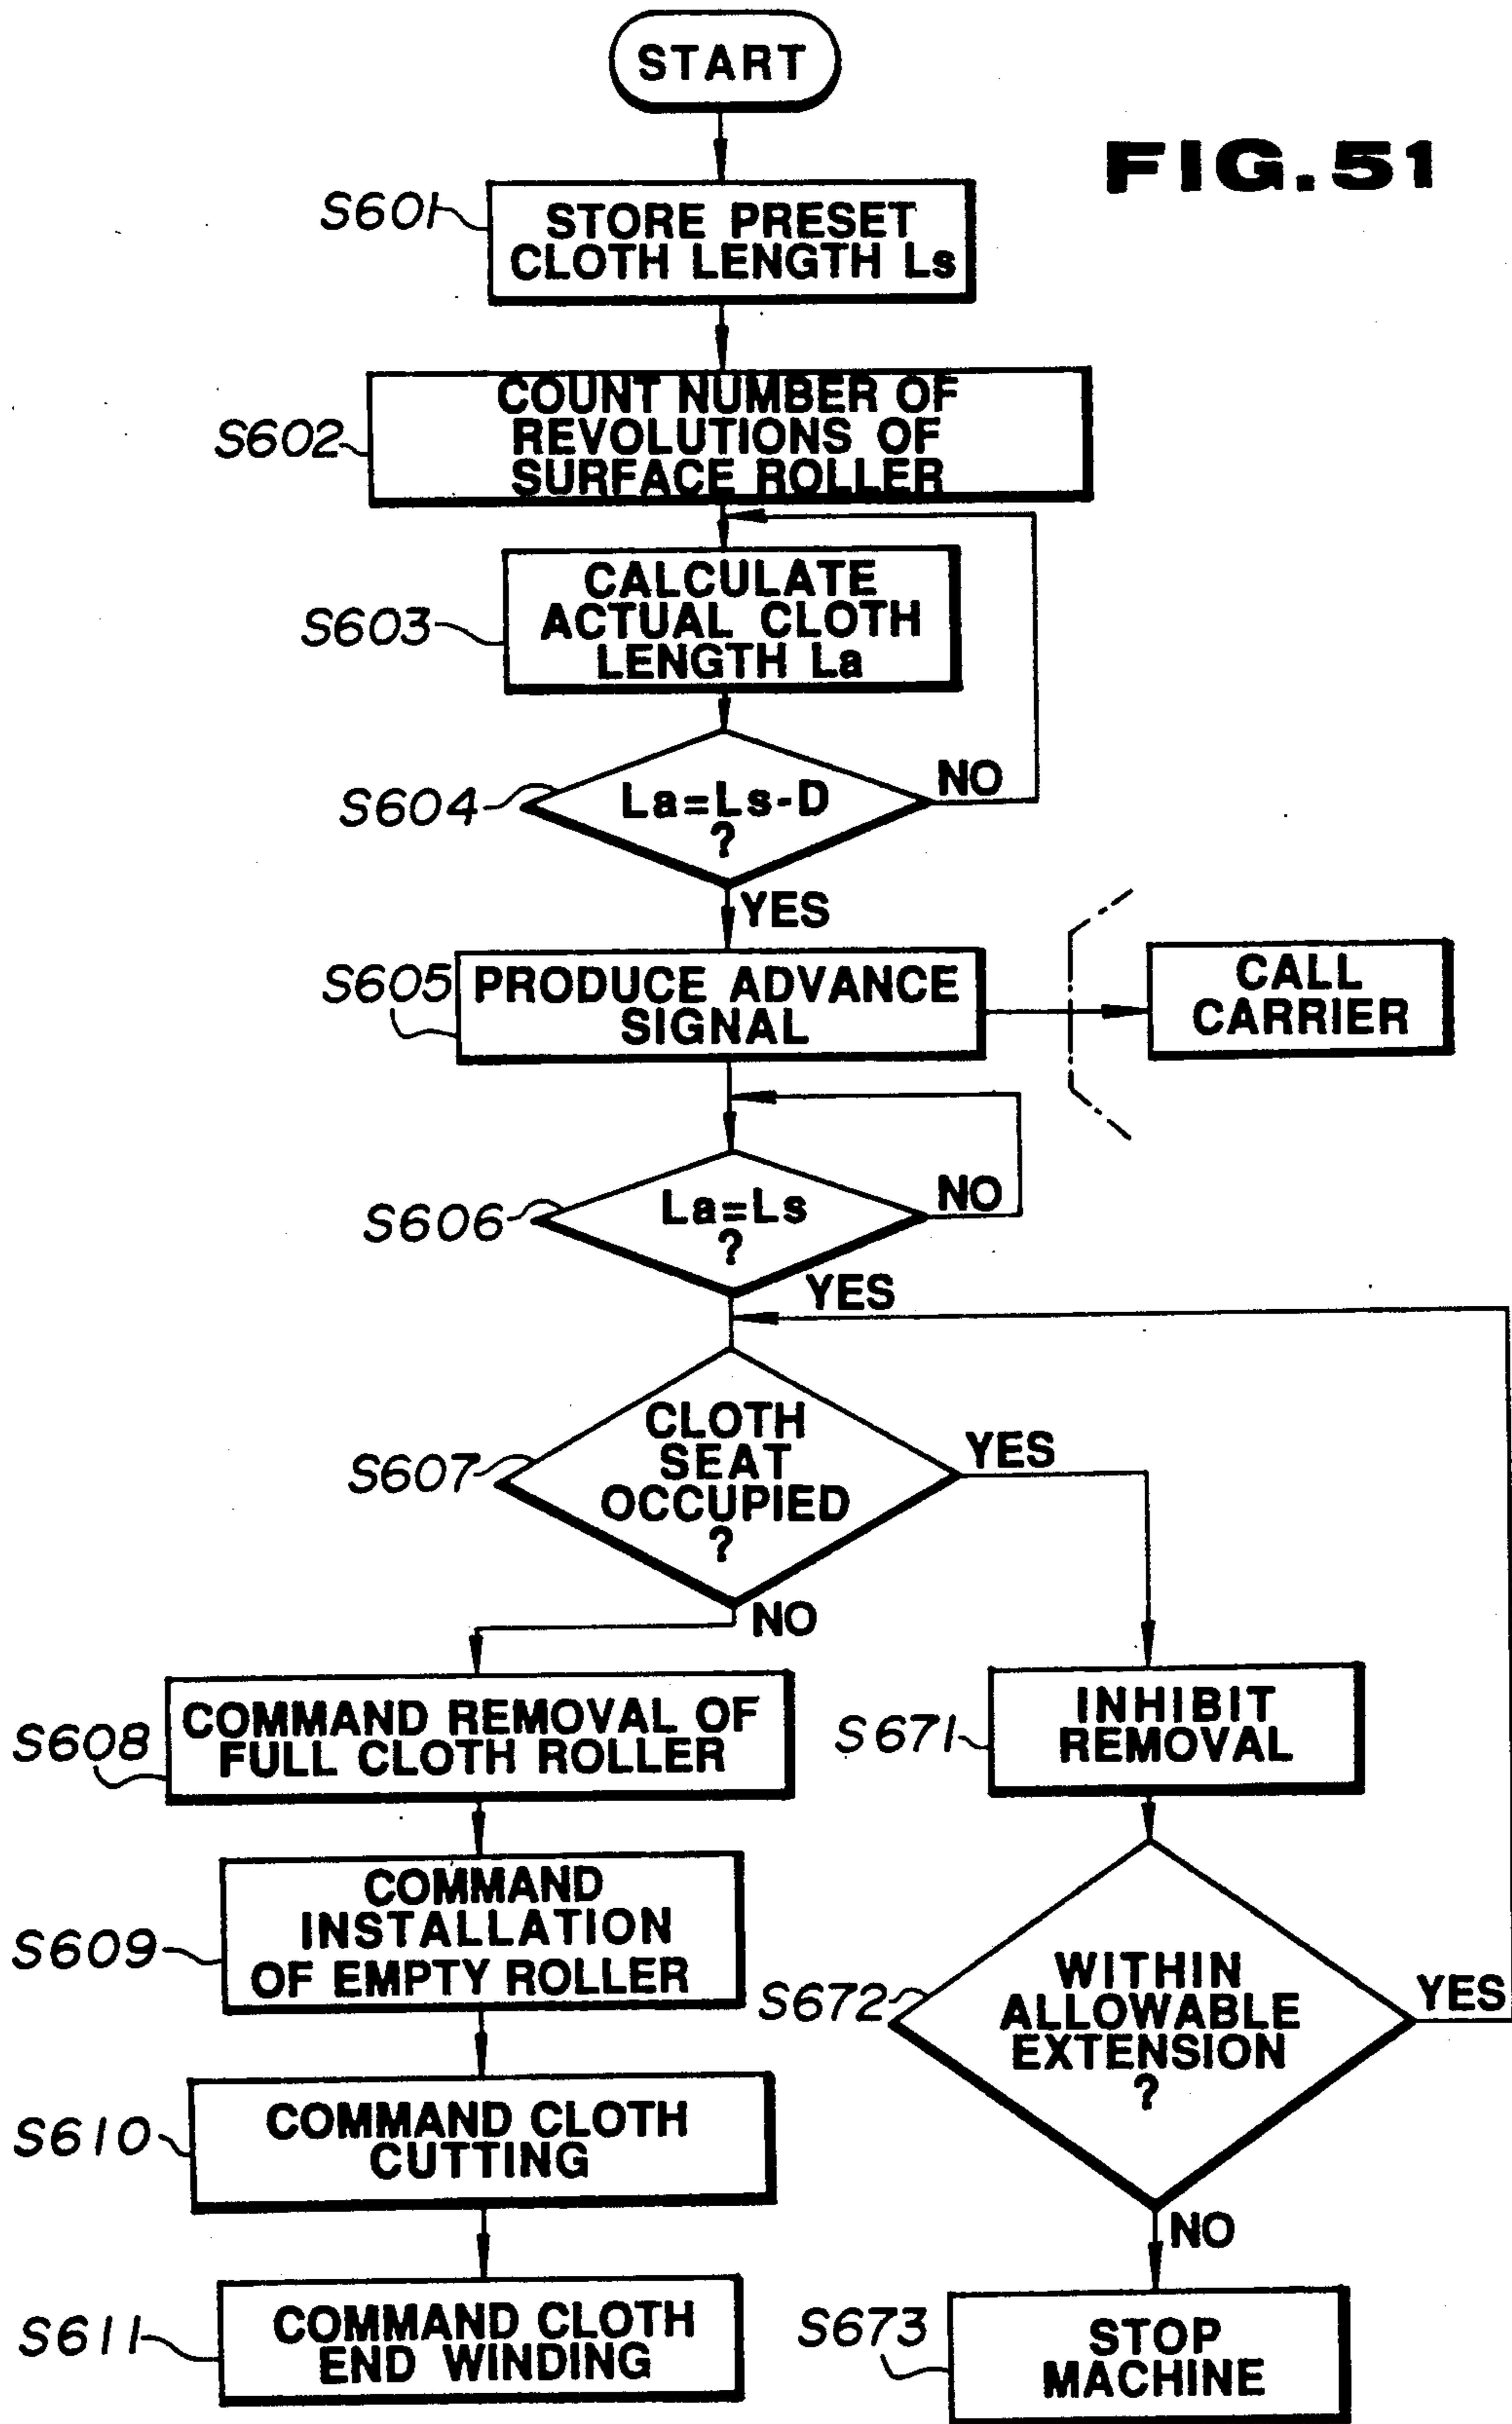 START
FIG.51
S601
STORE PRESET
CLOTH LENGTH Ls
S602
COUNT NUMBER OF
REVOLUTIONS OF
SURFACE ROLLER
S603
CALCULATE
ACTUAL CLOTH
LENGTH La
S604
La=Ls-D
?
NO
YES
S605
PRODUCE ADVANCE
SIGNAL
CALL
CARRIER
S606
La=Ls
?
NO
YES
S607
CLOTH
SEAT
OCCUPIED
?
YES
NO
S608
COMMAND REMOVAL OF
FULL CLOTH ROLLER
S671
INHIBIT
REMOVAL
S609
COMMAND
INSTALLATION
OF EMPTY ROLLER
S672
WITHIN
ALLOWABLE
EXTENSION
?
YES
NO
S610
COMMAND CLOTH
CUTTING
S611
COMMAND CLOTH
END WINDING
S673
STOP
MACHINE